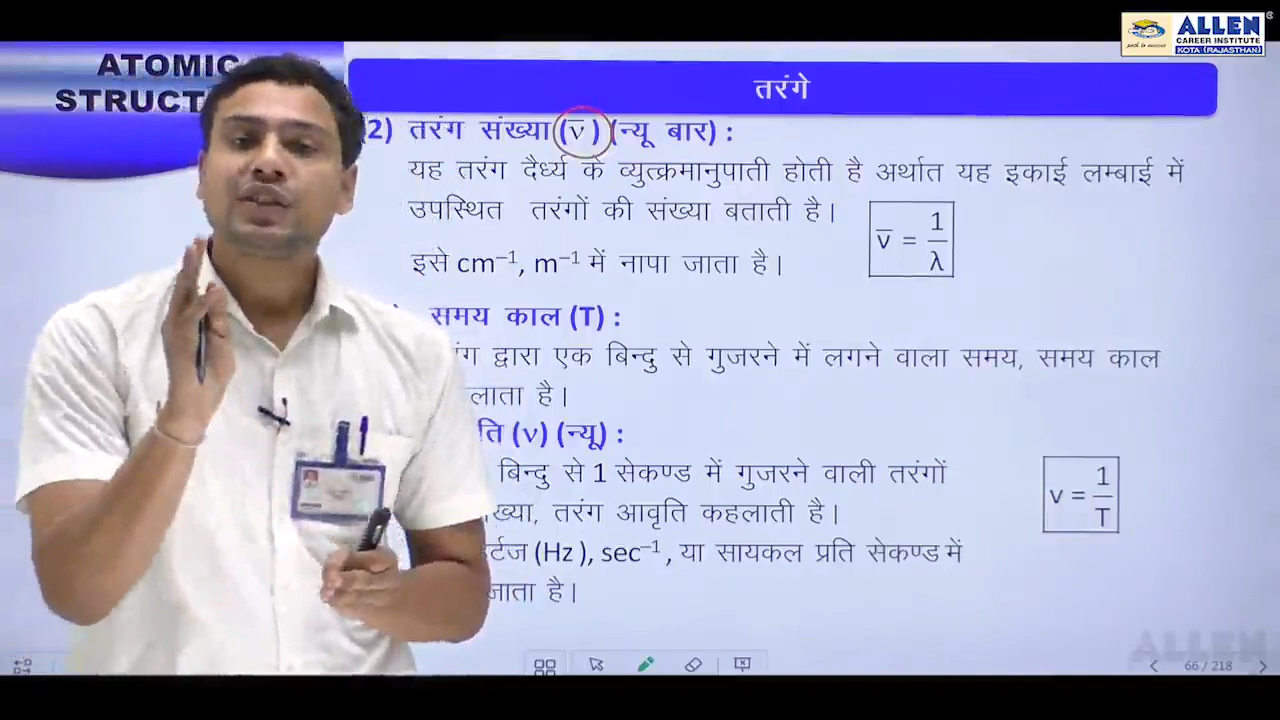 ALLEN
CAREER INSTITUTE
KOTA (RAJASTHAN)
ATOMIC
तरंगे
2) तरंग संख्या (ν̅) (न्यू बार) :
यह तरंग दैर्ध्य के व्युत्क्रमानुपाती होती है अर्थात यह इकाई लम्बाई में
उपस्थित तरंगों की संख्या बताती है।
ν̅ = 1/λ
इसे cm⁻¹, m⁻¹ में नापा जाता है।
समय काल (T) :
द्वारा एक बिन्दु से गुजरने में लगने वाला समय, समय काल
है।
(ν) (न्यू) :
बिन्दु से 1 सेकण्ड में गुजरने वाली तरंगों
ν = 1/T
तरंग आवृति कहलाती है।
(Hz), sec⁻¹, या सायकल प्रति सेकण्ड में
जाता है।
ALLEN
66 / 218